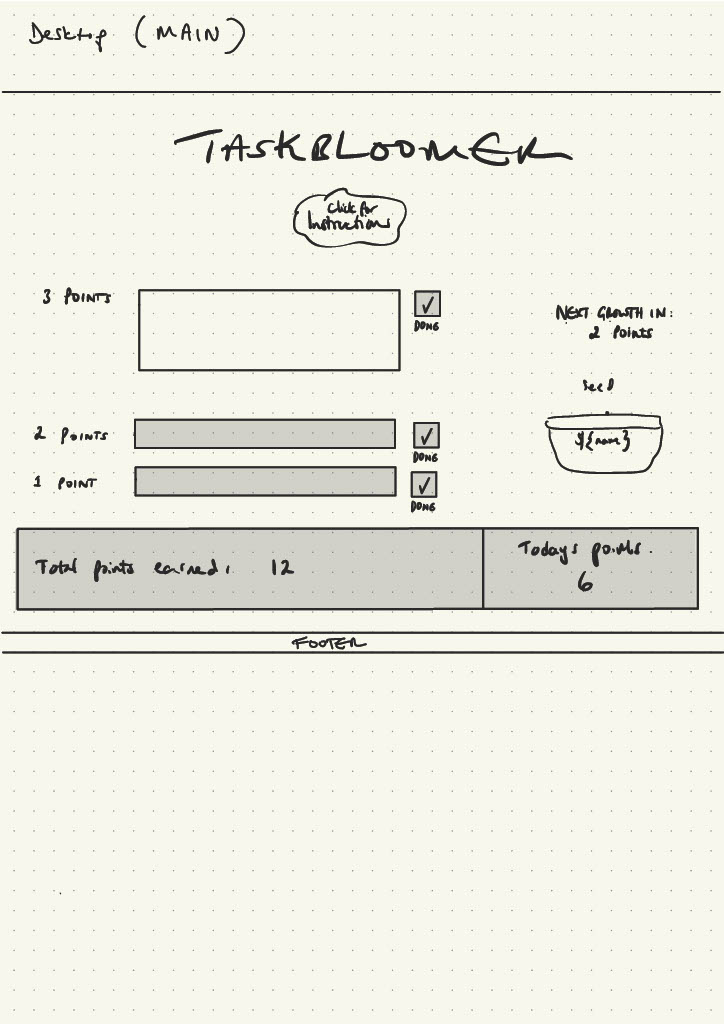 Desktop (MAIN)
TASKBLOOMER
Click for
Instructions
3 POINTS
DONE
NEXT GROWTH IN:
2 Points
seed
2 POINTS
DONE
${name}
1 POINT
DONE
Total points earned: 12
Todays points.
6
FOOTER